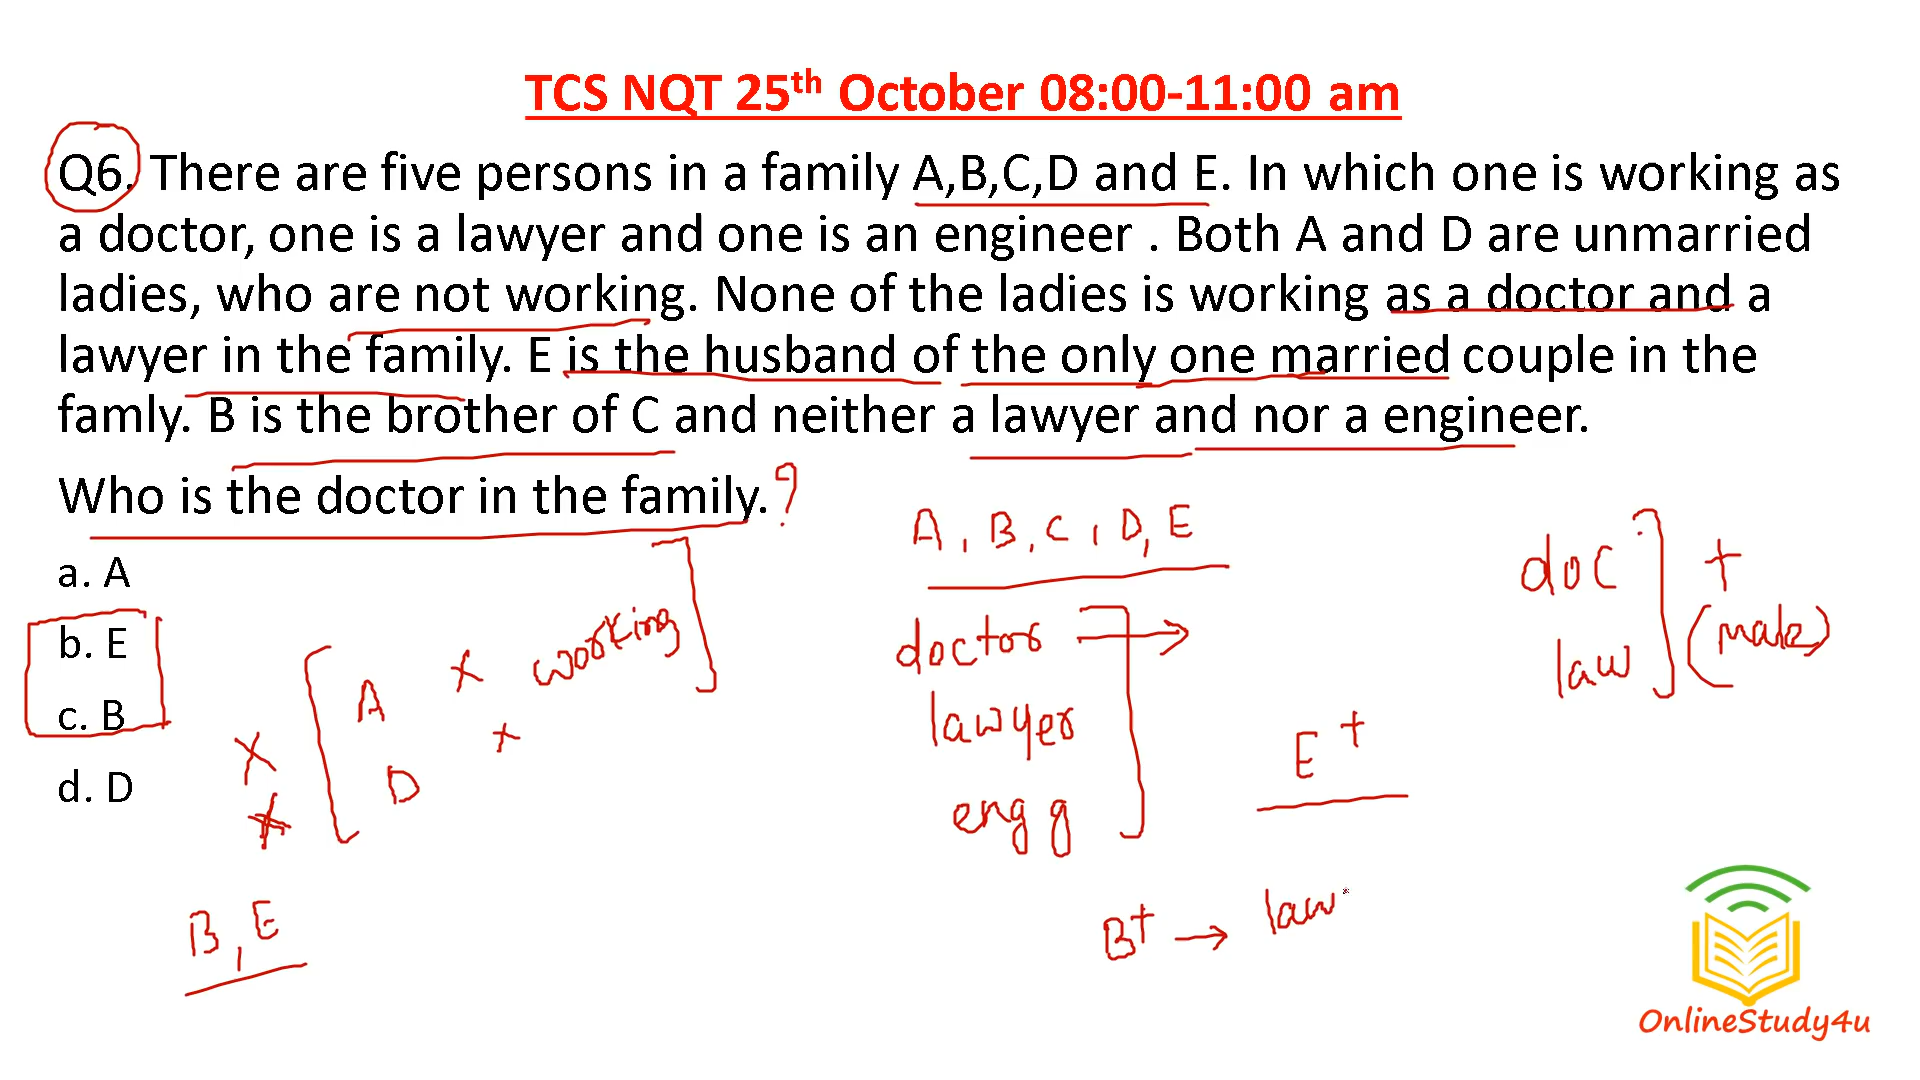 TCS NQT 25th October 08:00-11:00 am
Q6. There are five persons in a family A,B,C,D and E. In which one is working as
a doctor, one is a lawyer and one is an engineer . Both A and D are unmarried
ladies, who are not working. None of the ladies is working as a doctor and a
lawyer in the family. E is the husband of the only one married couple in the
famly. B is the brother of C and neither a lawyer and nor a engineer.
Who is the doctor in the family.?
a. A
b. E
c. B
d. D
A x working
D x
x
x
B, E
A, B, C, D, E
doctor →
lawyer
engg
E+
B+ → law
doc
law
+
(male)
OnlineStudy4u